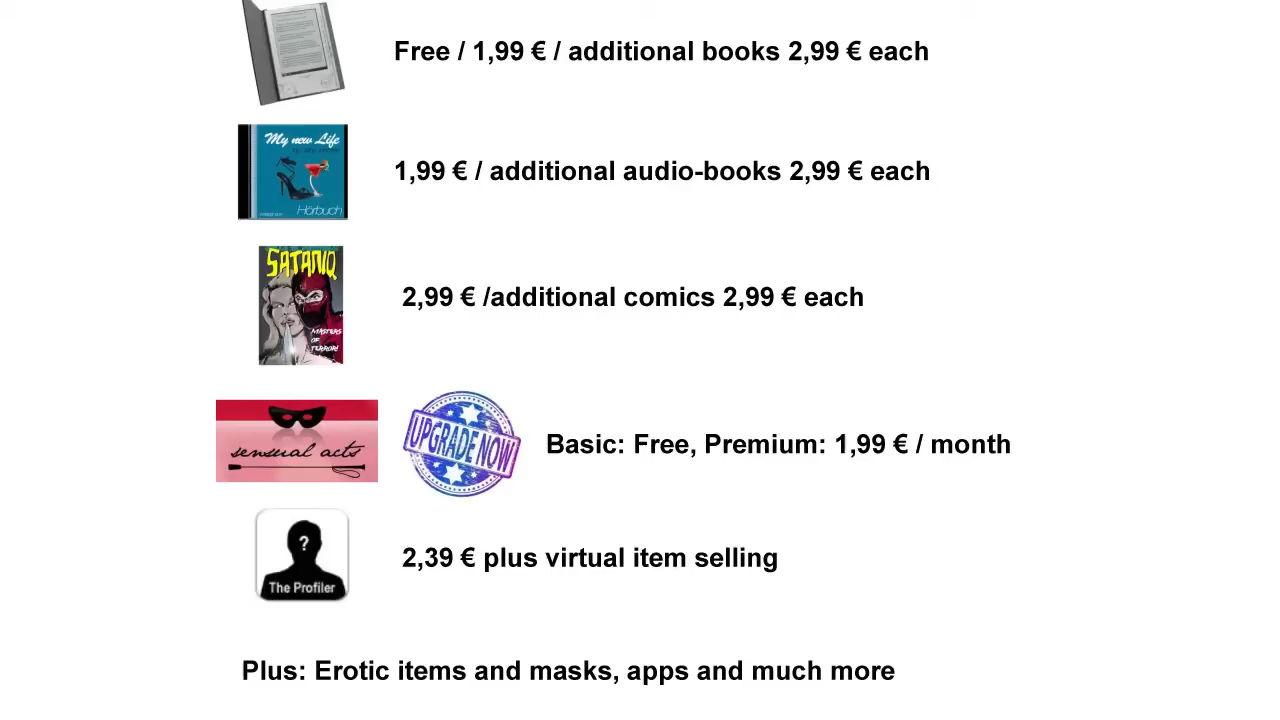 Free / 1,99 € / additional books 2,99 € each
My new Life
Hörbuch
1,99 € / additional audio-books 2,99 € each
SATANIQ
MASTERS
OF
TERROR!
2,99 € /additional comics 2,99 € each
sensual acts
UPGRADE NOW
Basic: Free, Premium: 1,99 € / month
?
The Profiler
2,39 € plus virtual item selling
Plus: Erotic items and masks, apps and much more